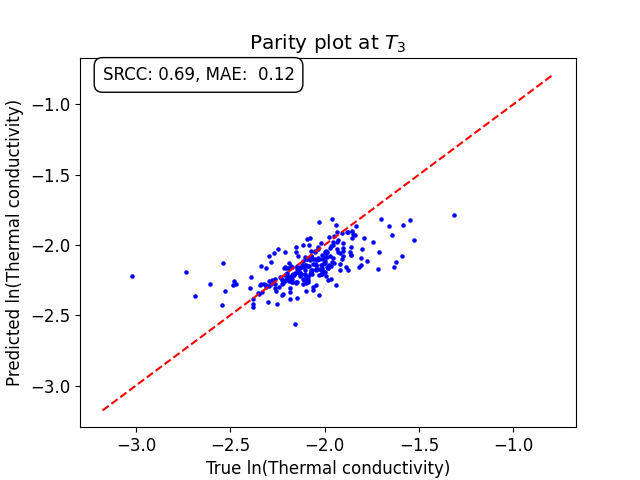 Parity plot at T₃
SRCC: 0.69, MAE:  0.12
Predicted ln(Thermal conductivity)
−1.0
−1.5
−2.0
−2.5
−3.0
−3.0 −2.5 −2.0 −1.5 −1.0
True ln(Thermal conductivity)